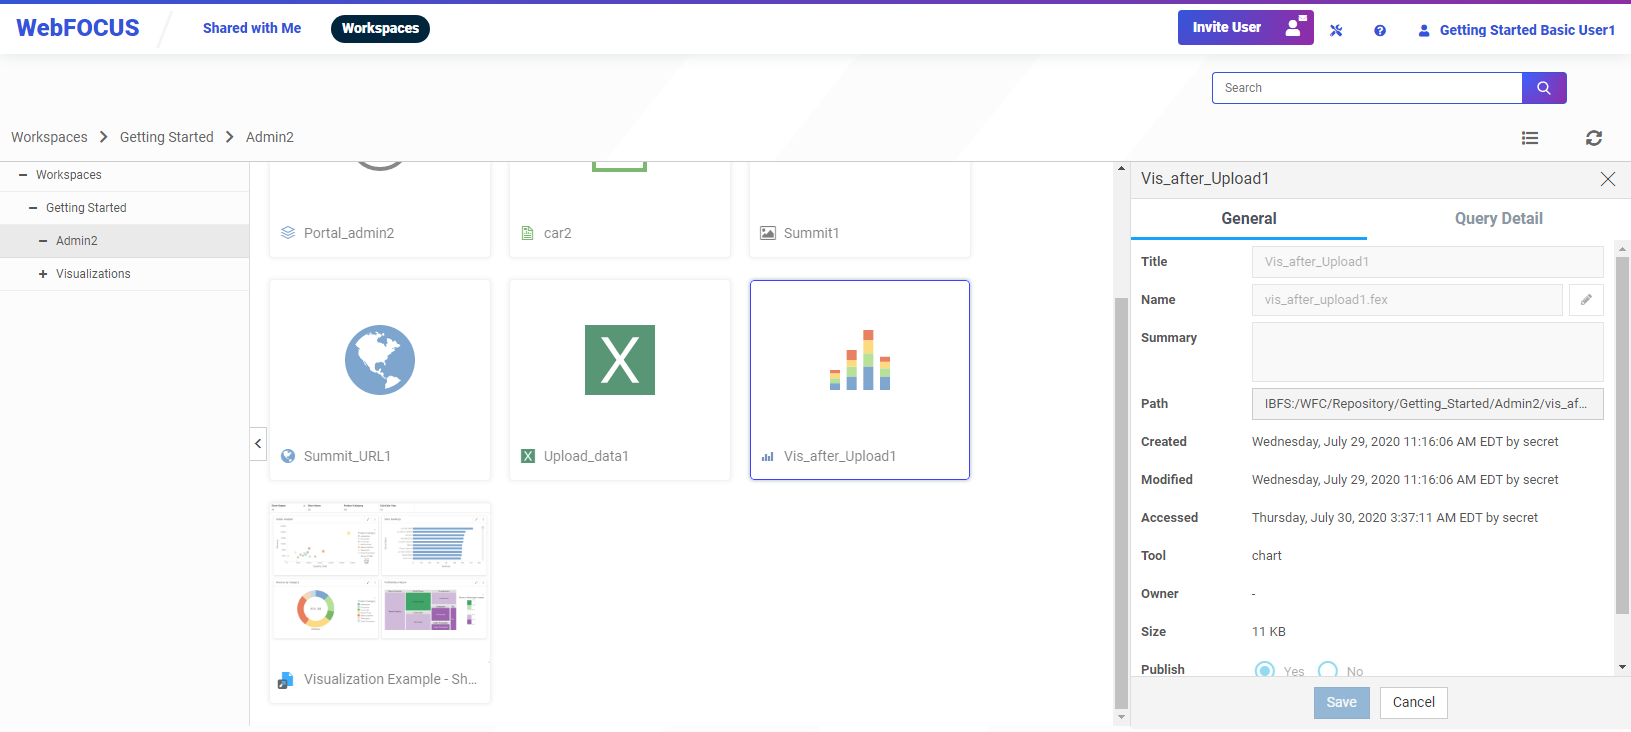 WebFOCUS
Shared with Me
Workspaces
Invite User
Getting Started Basic User1
Search
Workspaces > Getting Started > Admin2
Workspaces
Getting Started
Admin2
Visualizations
Portal_admin2
car2
Summit1
Summit_URL1
X
Upload_data1
Vis_after_Upload1
Visualization Example - Sh...
Vis_after_Upload1
General
Query Detail
Title
Vis_after_Upload1
Name
vis_after_upload1.fex
Summary
Path
IBFS:/WFC/Repository/Getting_Started/Admin2/vis_af...
Created
Wednesday, July 29, 2020 11:16:06 AM EDT by secret
Modified
Wednesday, July 29, 2020 11:16:06 AM EDT by secret
Accessed
Thursday, July 30, 2020 3:37:11 AM EDT by secret
Tool
chart
Owner
-
Size
11 KB
Publish
Yes
No
Save
Cancel